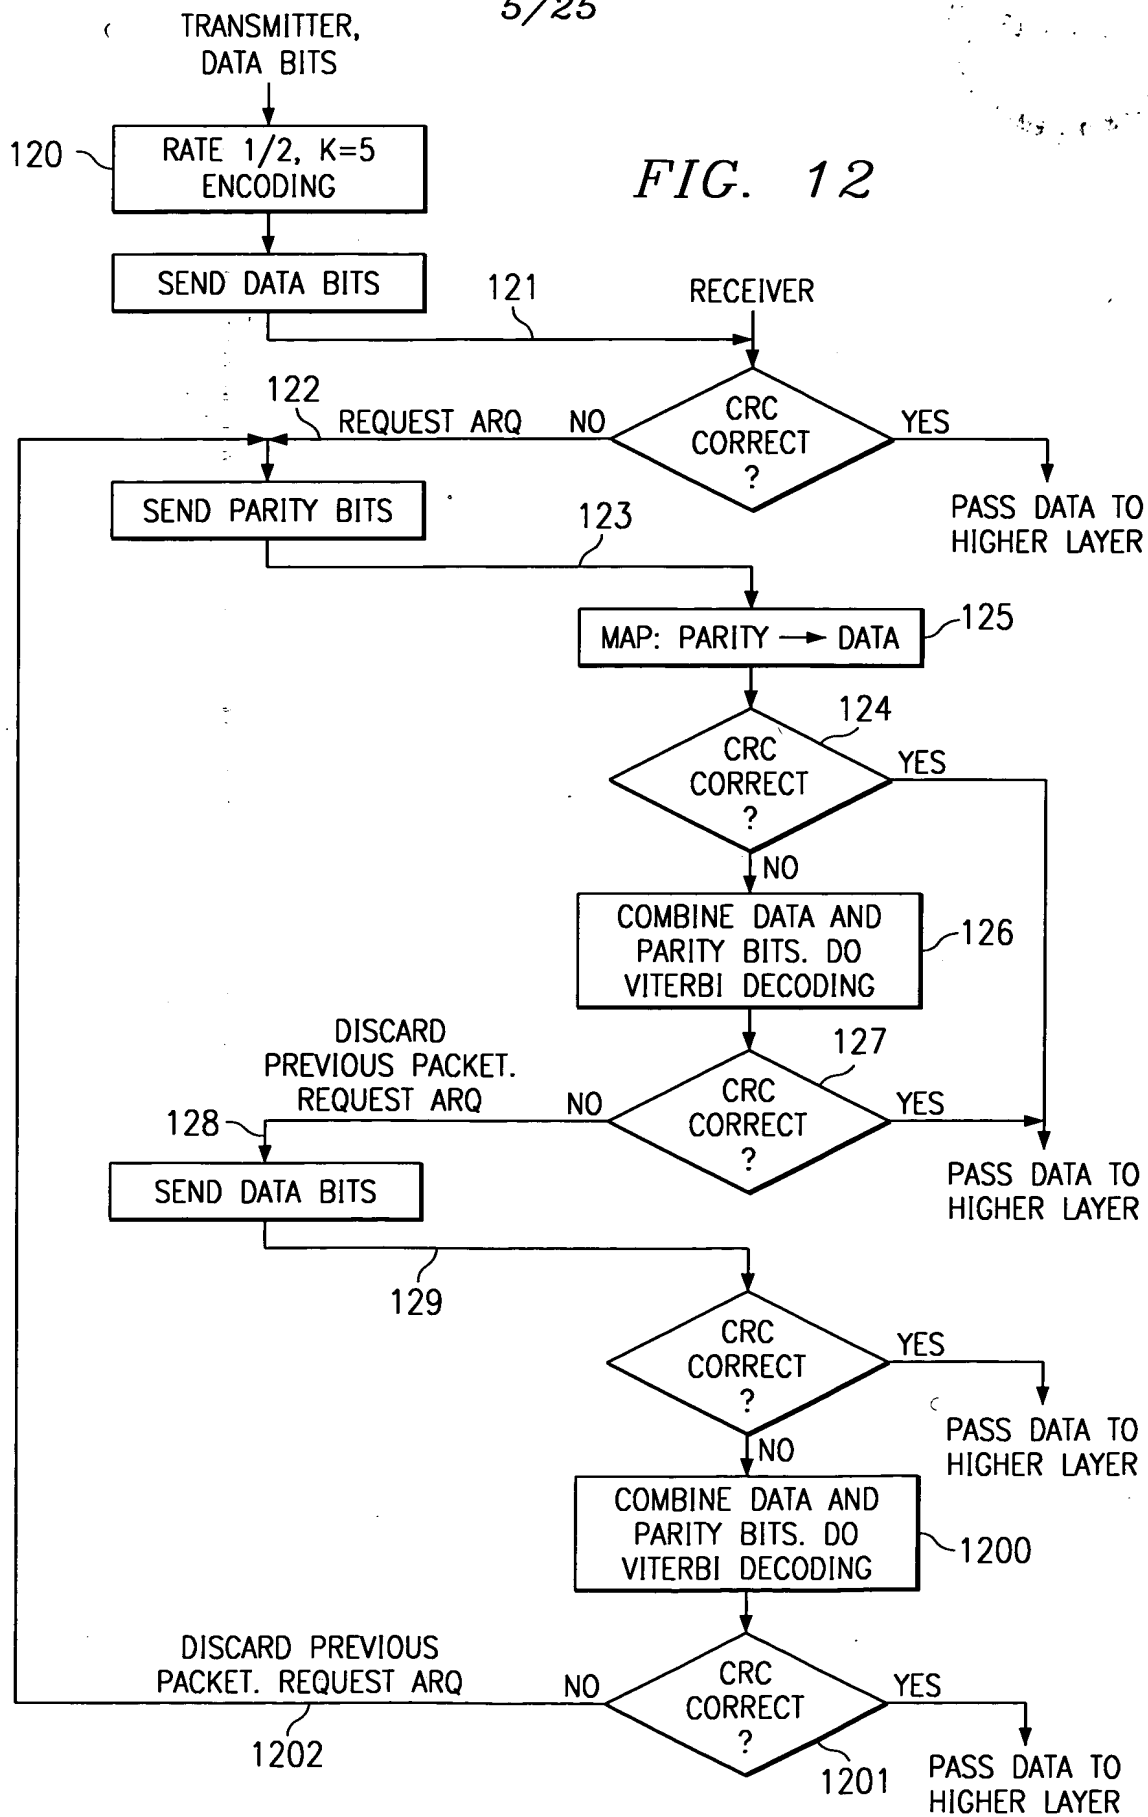 5/25
TRANSMITTER,
DATA BITS
120
RATE 1/2, K=5
ENCODING
FIG. 12
SEND DATA BITS
121
RECEIVER
122
REQUEST ARQ
NO
CRC
CORRECT
?
YES
PASS DATA TO
HIGHER LAYER
SEND PARITY BITS
123
MAP: PARITY → DATA
125
124
CRC
CORRECT
?
YES
NO
COMBINE DATA AND
PARITY BITS. DO
VITERBI DECODING
126
DISCARD
PREVIOUS PACKET.
REQUEST ARQ
NO
127
CRC
CORRECT
?
YES
128
SEND DATA BITS
PASS DATA TO
HIGHER LAYER
129
CRC
CORRECT
?
YES
PASS DATA TO
HIGHER LAYER
NO
COMBINE DATA AND
PARITY BITS. DO
VITERBI DECODING
1200
DISCARD PREVIOUS
PACKET. REQUEST ARQ
NO
1202
CRC
CORRECT
?
YES
1201
PASS DATA TO
HIGHER LAYER